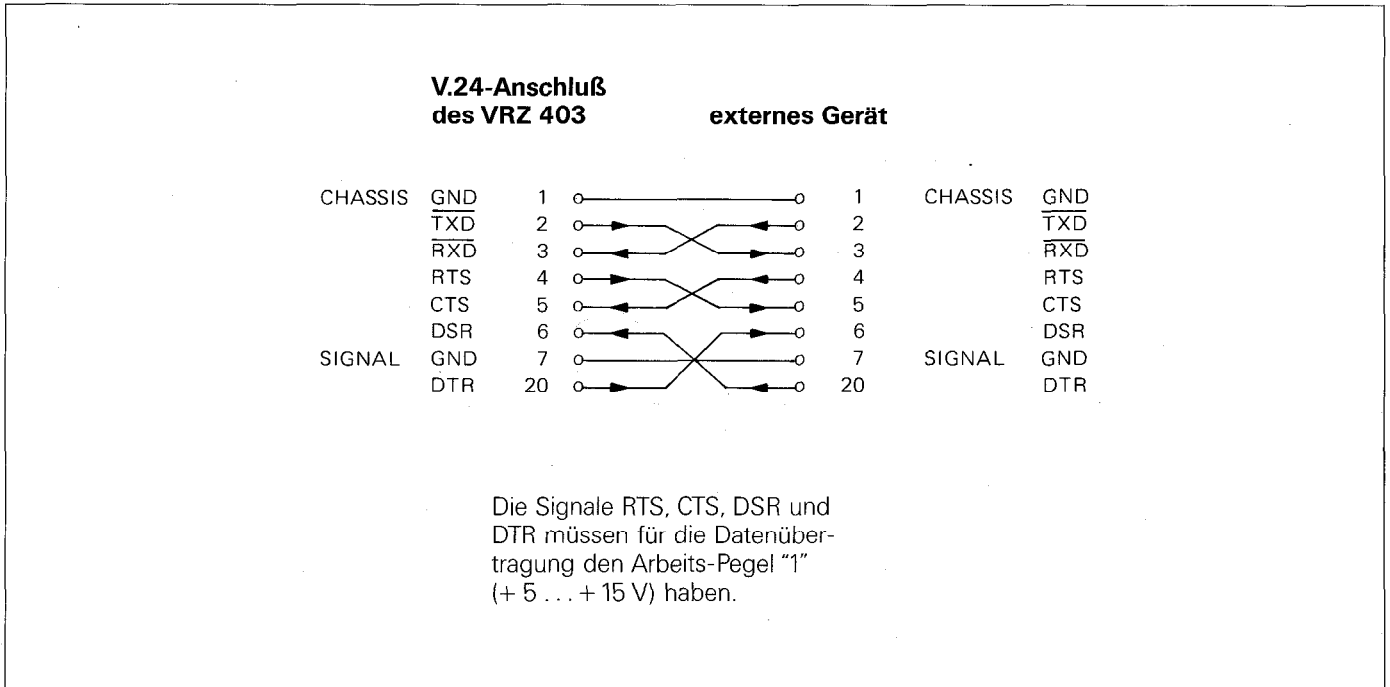 V.24-Anschluß
des VRZ 403 externes Gerät
CHASSIS GND 1 1 CHASSIS GND
TXD 2 2 TXD
RXD 3 3 RXD
RTS 4 4 RTS
CTS 5 5 CTS
DSR 6 6 DSR
SIGNAL GND 7 7 SIGNAL GND
DTR 20 20 DTR
Die Signale RTS, CTS, DSR und
DTR müssen für die Datenüber-
tragung den Arbeits-Pegel "1"
(+ 5 . . . + 15 V) haben.